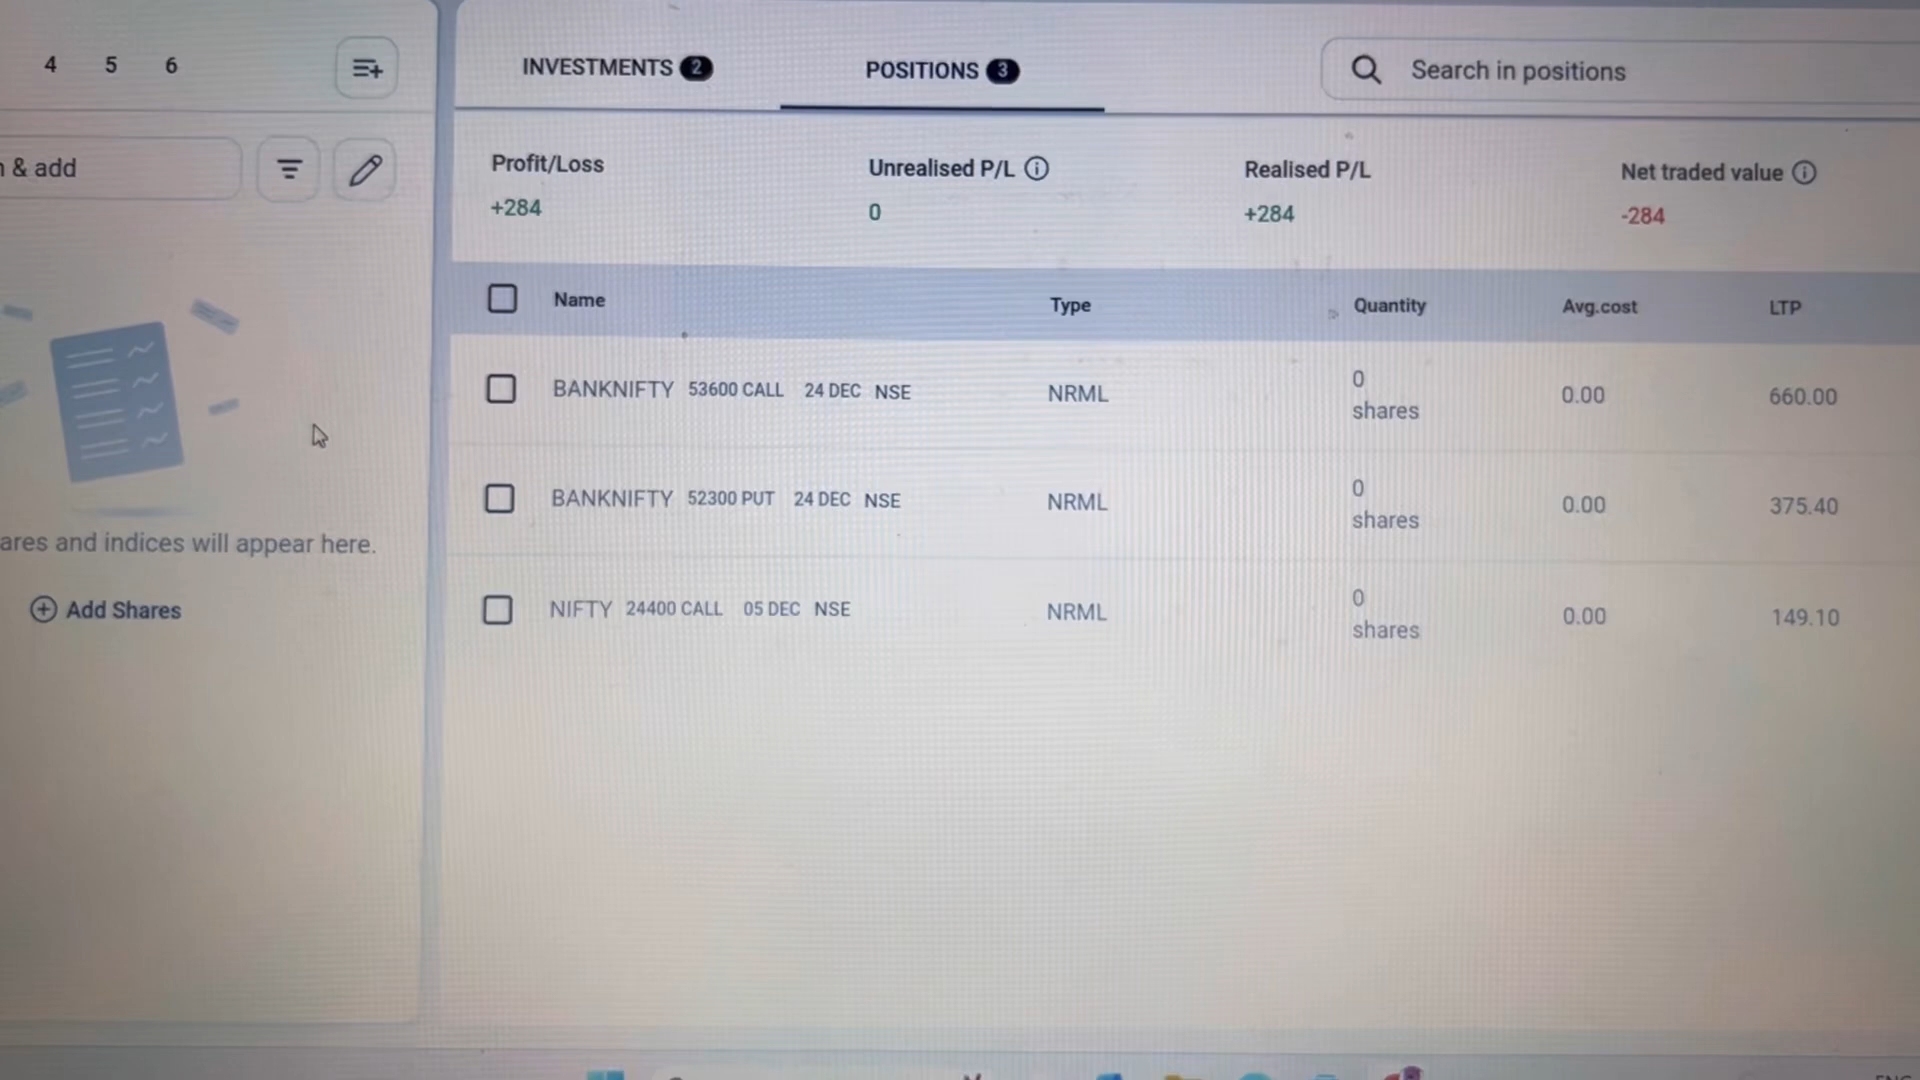 4 5 6
INVESTMENTS 2 POSITIONS 3
Search in positions
& add
Profit/Loss Unrealised P/L Realised P/L Net traded value
+284 0 +284 -284
Name Type Quantity Avg.cost LTP
BANKNIFTY 53600 CALL 24 DEC NSE NRML 0 shares 0.00 660.00
BANKNIFTY 52300 PUT 24 DEC NSE NRML 0 shares 0.00 375.40
NIFTY 24400 CALL 05 DEC NSE NRML 0 shares 0.00 149.10
ares and indices will appear here.
Add Shares